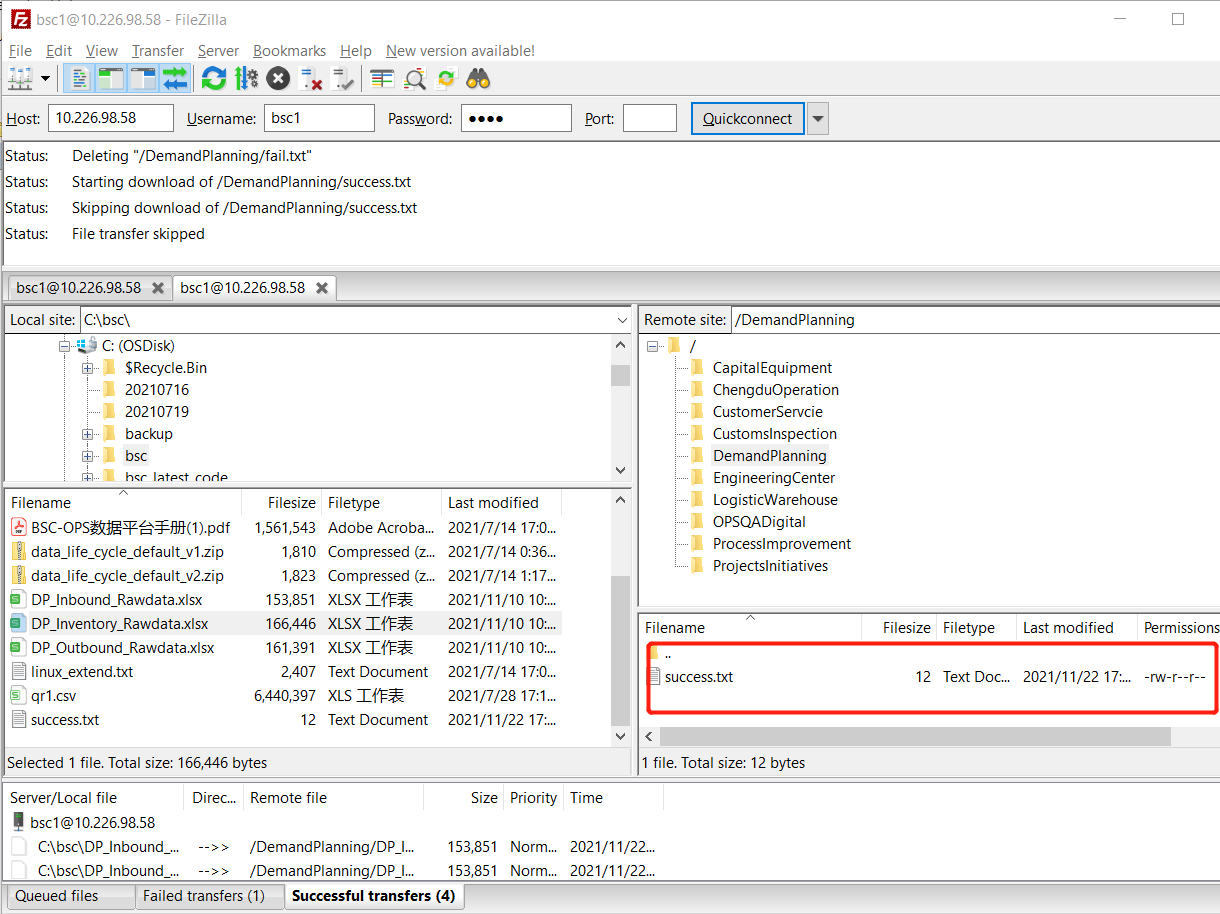 bsc1@10.226.98.58 - FileZilla
File Edit View Transfer Server Bookmarks Help New version available!
Host: 10.226.98.58 Username: bsc1 Password: ●●●● Port: Quickconnect
Status: Deleting "/DemandPlanning/fail.txt"
Status: Starting download of /DemandPlanning/success.txt
Status: Skipping download of /DemandPlanning/success.txt
Status: File transfer skipped
bsc1@10.226.98.58 bsc1@10.226.98.58
Local site: C:\bsc\
C: (OSDisk)
$Recycle.Bin
20210716
20210719
backup
bsc
bsc_latest_code
Filename Filesize Filetype Last modified
BSC-OPS数据平台手册(1).pdf 1,561,543 Adobe Acroba... 2021/7/14 17:0...
data_life_cycle_default_v1.zip 1,810 Compressed (z... 2021/7/14 0:36...
data_life_cycle_default_v2.zip 1,823 Compressed (z... 2021/7/14 1:17...
DP_Inbound_Rawdata.xlsx 153,851 XLSX 工作表 2021/11/10 10:...
DP_Inventory_Rawdata.xlsx 166,446 XLSX 工作表 2021/11/10 10:...
DP_Outbound_Rawdata.xlsx 161,391 XLSX 工作表 2021/11/10 10:...
linux_extend.txt 2,407 Text Document 2021/7/14 17:0...
qr1.csv 6,440,397 XLS 工作表 2021/7/28 17:1...
success.txt 12 Text Document 2021/11/22 17:...
Selected 1 file. Total size: 166,446 bytes
Remote site: /DemandPlanning
/
CapitalEquipment
ChengduOperation
CustomerServcie
CustomsInspection
DemandPlanning
EngineeringCenter
LogisticWarehouse
OPSQADigital
ProcessImprovement
ProjectsInitiatives
Filename Filesize Filetype Last modified Permissions
..
success.txt 12 Text Doc... 2021/11/22 17:... -rw-r--r--
1 file. Total size: 12 bytes
Server/Local file Direc... Remote file Size Priority Time
bsc1@10.226.98.58
C:\bsc\DP_Inbound_... -->> /DemandPlanning/DP_I... 153,851 Norm... 2021/11/22...
C:\bsc\DP_Inbound_... -->> /DemandPlanning/DP_I... 153,851 Norm... 2021/11/22...
Queued files Failed transfers (1) Successful transfers (4)